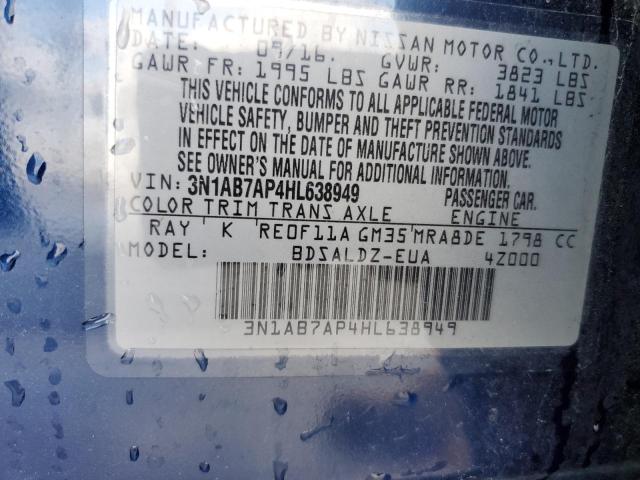 MANUFACTURED BY NISSAN MOTOR CO., LTD.
09/16. GVWR: 3823 LBS
GAWR FR: 1995 LBS GAWR RR: 1841 LBS
THIS VEHICLE CONFORMS TO ALL APPLICABLE FEDERAL MOTOR
VEHICLE SAFETY, BUMPER AND THEFT PREVENTION STANDARDS
IN EFFECT ON THE DATE OF MANUFACTURE SHOWN ABOVE.
SEE OWNER'S MANUAL FOR ADDITIONAL INFORMATION.
VIN: 3N1AB7AP4HL638949 PASSENGER CAR.
COLOR TRIM TRANS AXLE ENGINE
RAY K RE0F11A GM35 MRA8DE 1798 CC
MODEL: BDSALDZ-EUA 4Z000
3N1AB7AP4HL638949